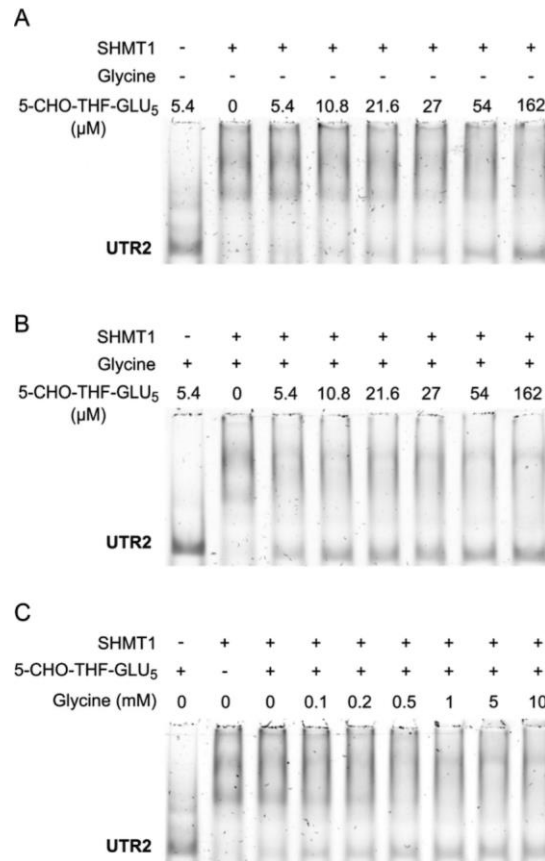 A
SHMT1 - + + + + + + +
Glycine - - - - - - - -
5-CHO-THF-GLU₅ 5.4 0 5.4 10.8 21.6 27 54 162
(µM)
UTR2
B
SHMT1 - + + + + + + +
Glycine + + + + + + + +
5-CHO-THF-GLU₅ 5.4 0 5.4 10.8 21.6 27 54 162
(µM)
UTR2
C
SHMT1 - + + + + + + + +
5-CHO-THF-GLU₅ + - + + + + + + +
Glycine (mM) 0 0 0 0.1 0.2 0.5 1 5 10
UTR2